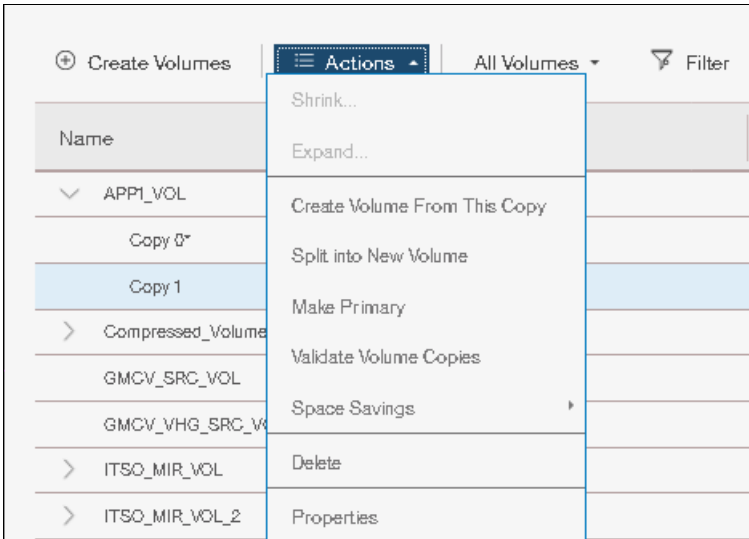 Create Volumes Actions All Volumes Filter
Shrink...
Name
Expand...
APP1_VOL
Create Volume From This Copy
Copy 0*
Split into New Volume
Copy 1
Make Primary
Compressed_Volume
Validate Volume Copies
GMCV_SRC_VOL
Space Savings
GMCV_VHG_SRC_VO
Delete
ITSO_MIR_VOL
ITSO_MIR_VOL_2
Properties